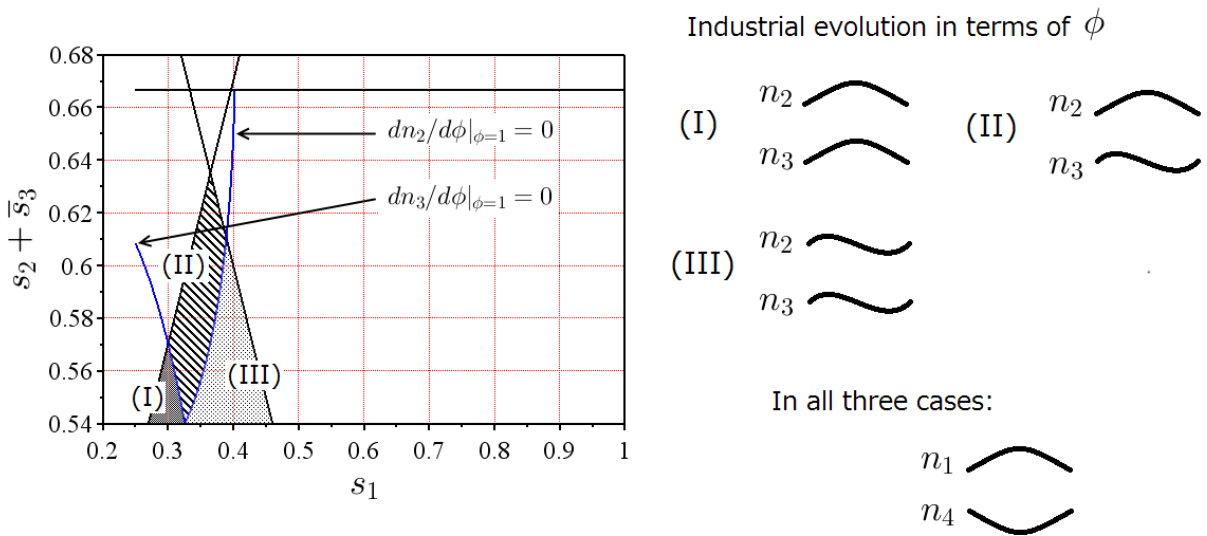 Industrial evolution in terms of ϕ
0.68
0.66
0.64
0.62
0.6
0.58
0.56
0.54
s₂ + s̅₃
0.2 0.3 0.4 0.5 0.6 0.7 0.8 0.9 1
s₁
dn₂/dϕ|ϕ=1 = 0
dn₃/dϕ|ϕ=1 = 0
(I)
(II)
(III)
(I)
n₂
n₃
(II)
n₂
n₃
(III)
n₂
n₃
In all three cases:
n₁
n₄